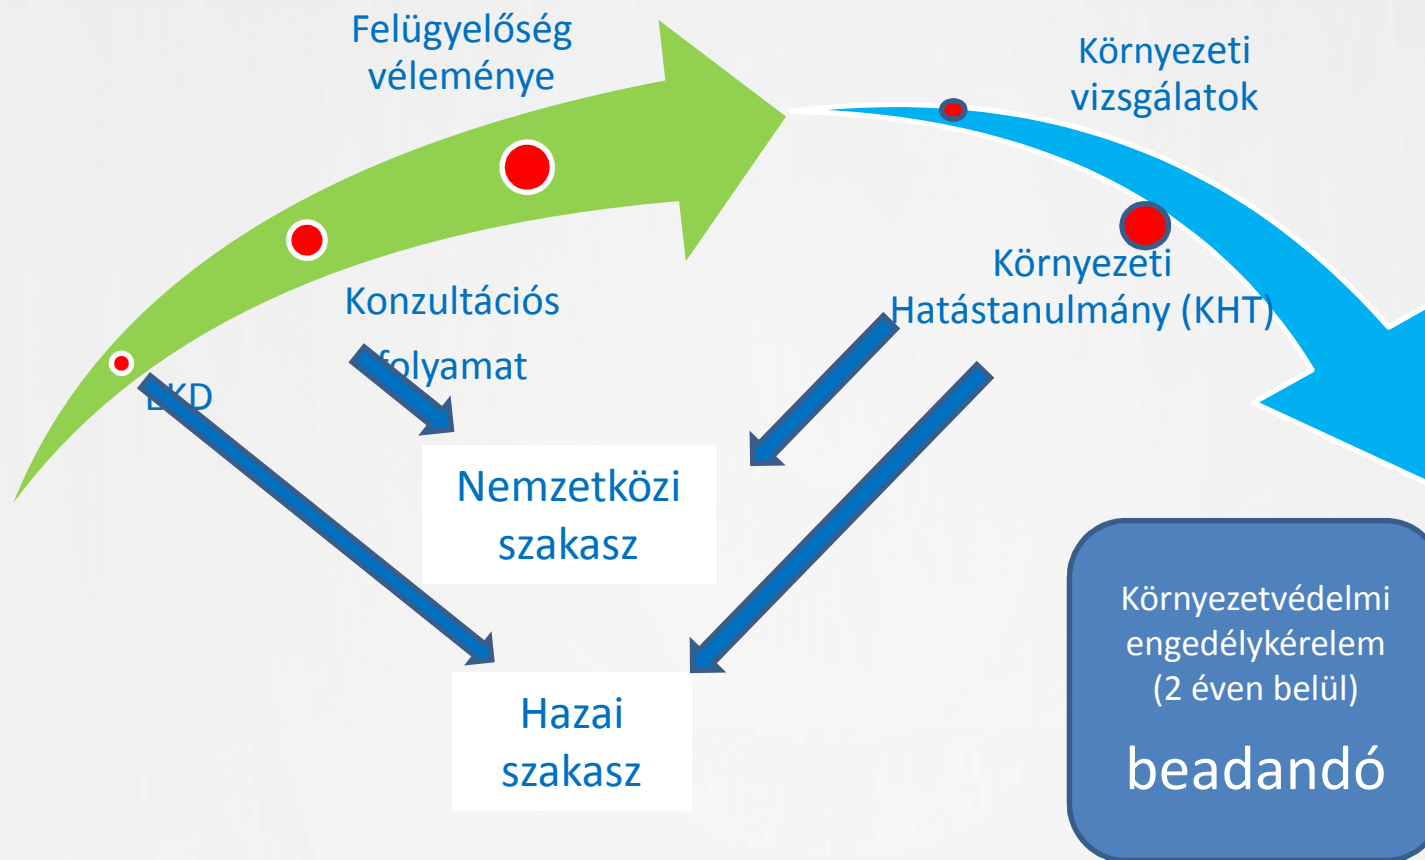 Felügyelőség
véleménye
Környezeti
vizsgálatok
Konzultációs
folyamat
Környezeti
Hatástanulmány (KHT)
Nemzetközi
szakasz
Hazai
szakasz
Környezetvédelmi
engedélykérelem
(2 éven belül)
beadandó